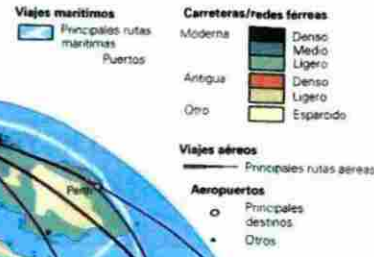 Viajes marítimos
Principales rutas
marítimas
Puertos
Carreteras/redes férreas
Moderna
Denso
Medio
Ligero
Antigua
Denso
Ligero
Otro
Esparcido
Viajes aéreos
Principales rutas aéreas
Aeropuertos
Principales
destinos
Otros
Perth